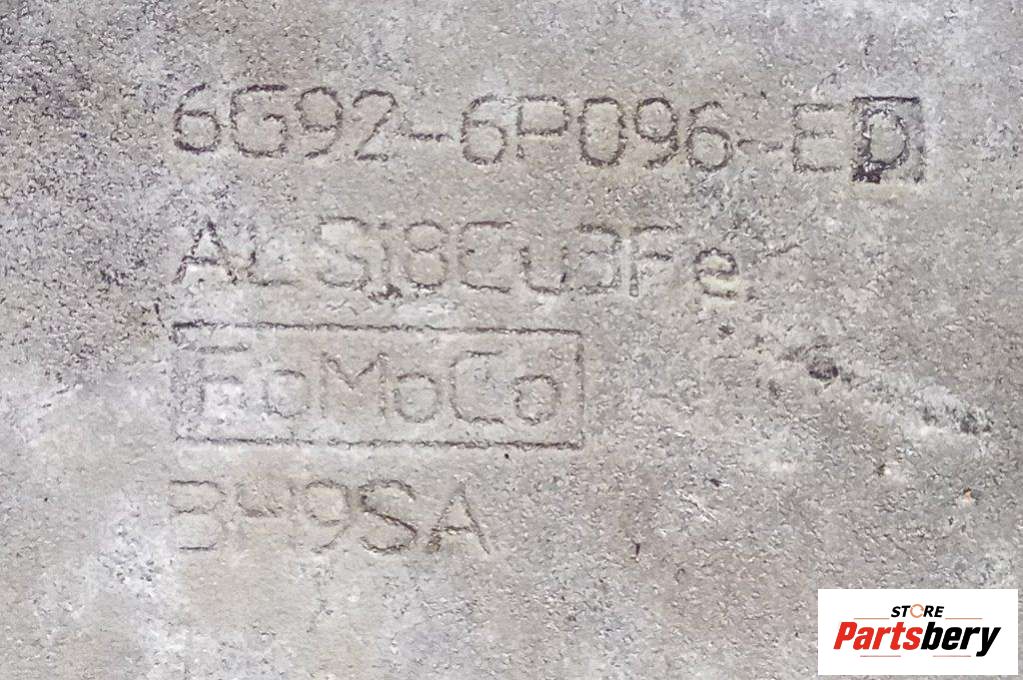 6G92-6P096-ED
ALSi8Cu3Fe
FoMoCo
B49SA
STORE
Partsbery